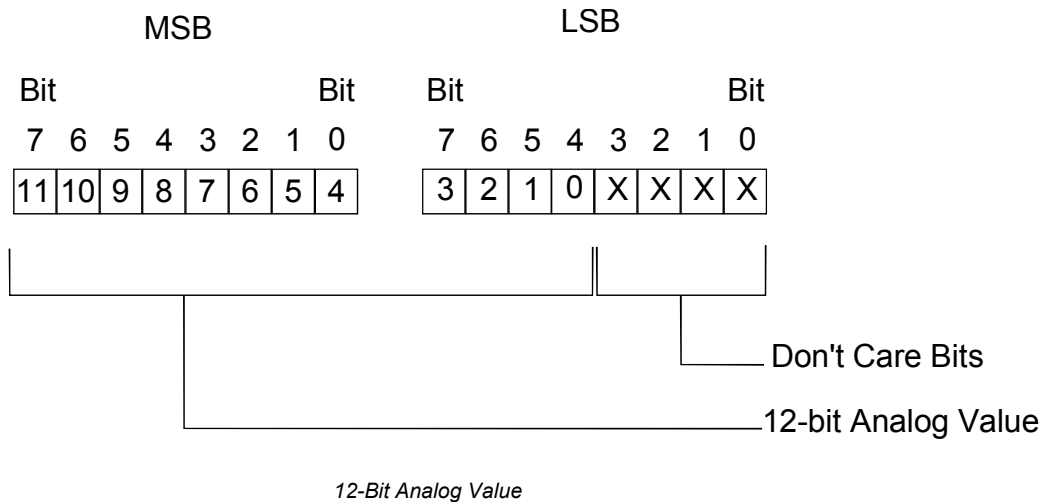 MSB LSB
Bit Bit Bit Bit
7 6 5 4 3 2 1 0 7 6 5 4 3 2 1 0
11 10 9 8 7 6 5 4 3 2 1 0 X X X X
Don't Care Bits
12-bit Analog Value
12-Bit Analog Value